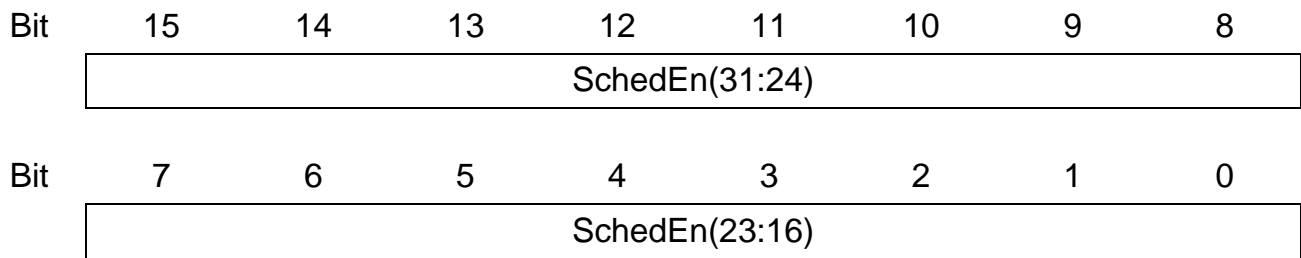 Bit 15 14 13 12 11 10 9 8
SchedEn(31:24)
Bit 7 6 5 4 3 2 1 0
SchedEn(23:16)